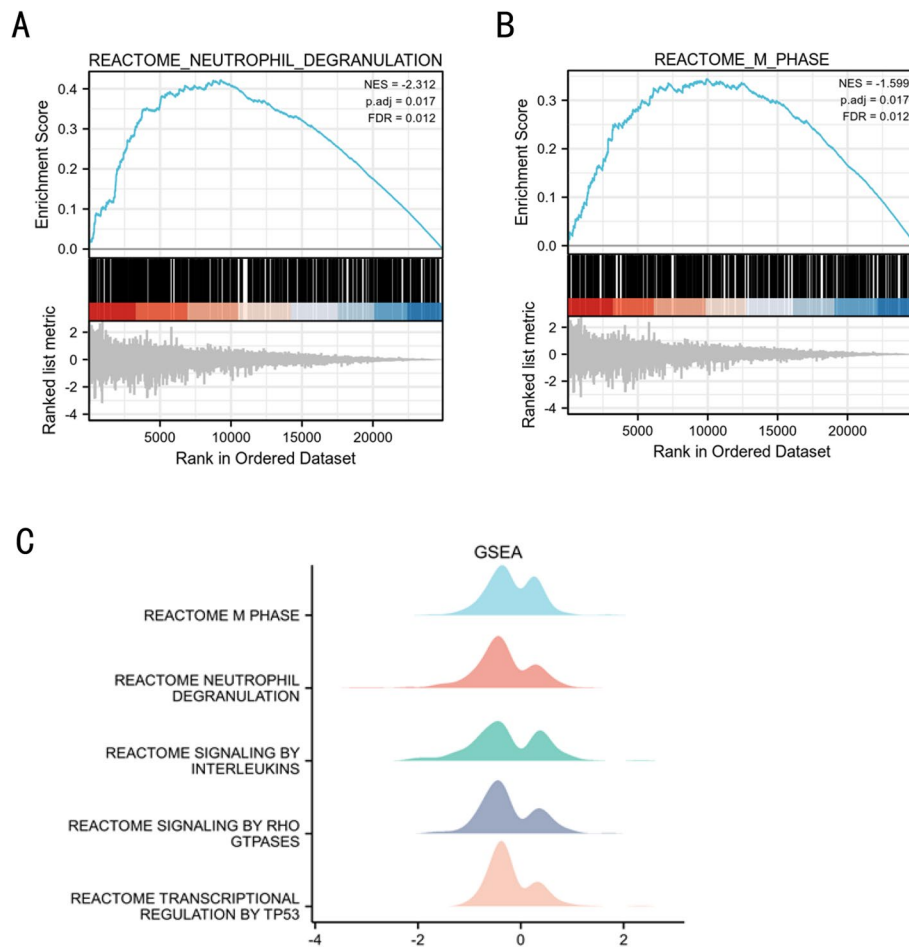 A
REACTOME_NEUTROPHIL_DEGRANULATION
NES = -2.312
p.adj = 0.017
FDR = 0.012
Enrichment Score
0.4
0.3
0.2
0.1
0.0
Ranked list metric
2
0
-2
-4
5000 10000 15000 20000
Rank in Ordered Dataset
B
REACTOME_M_PHASE
NES = -1.599
p.adj = 0.017
FDR = 0.012
Enrichment Score
0.3
0.2
0.1
0.0
Ranked list metric
2
0
-2
-4
5000 10000 15000 20000
Rank in Ordered Dataset
C
GSEA
REACTOME M PHASE
REACTOME NEUTROPHIL
DEGRANULATION
REACTOME SIGNALING BY
INTERLEUKINS
REACTOME SIGNALING BY RHO
GTPASES
REACTOME TRANSCRIPTIONAL
REGULATION BY TP53
-4 -2 0 2